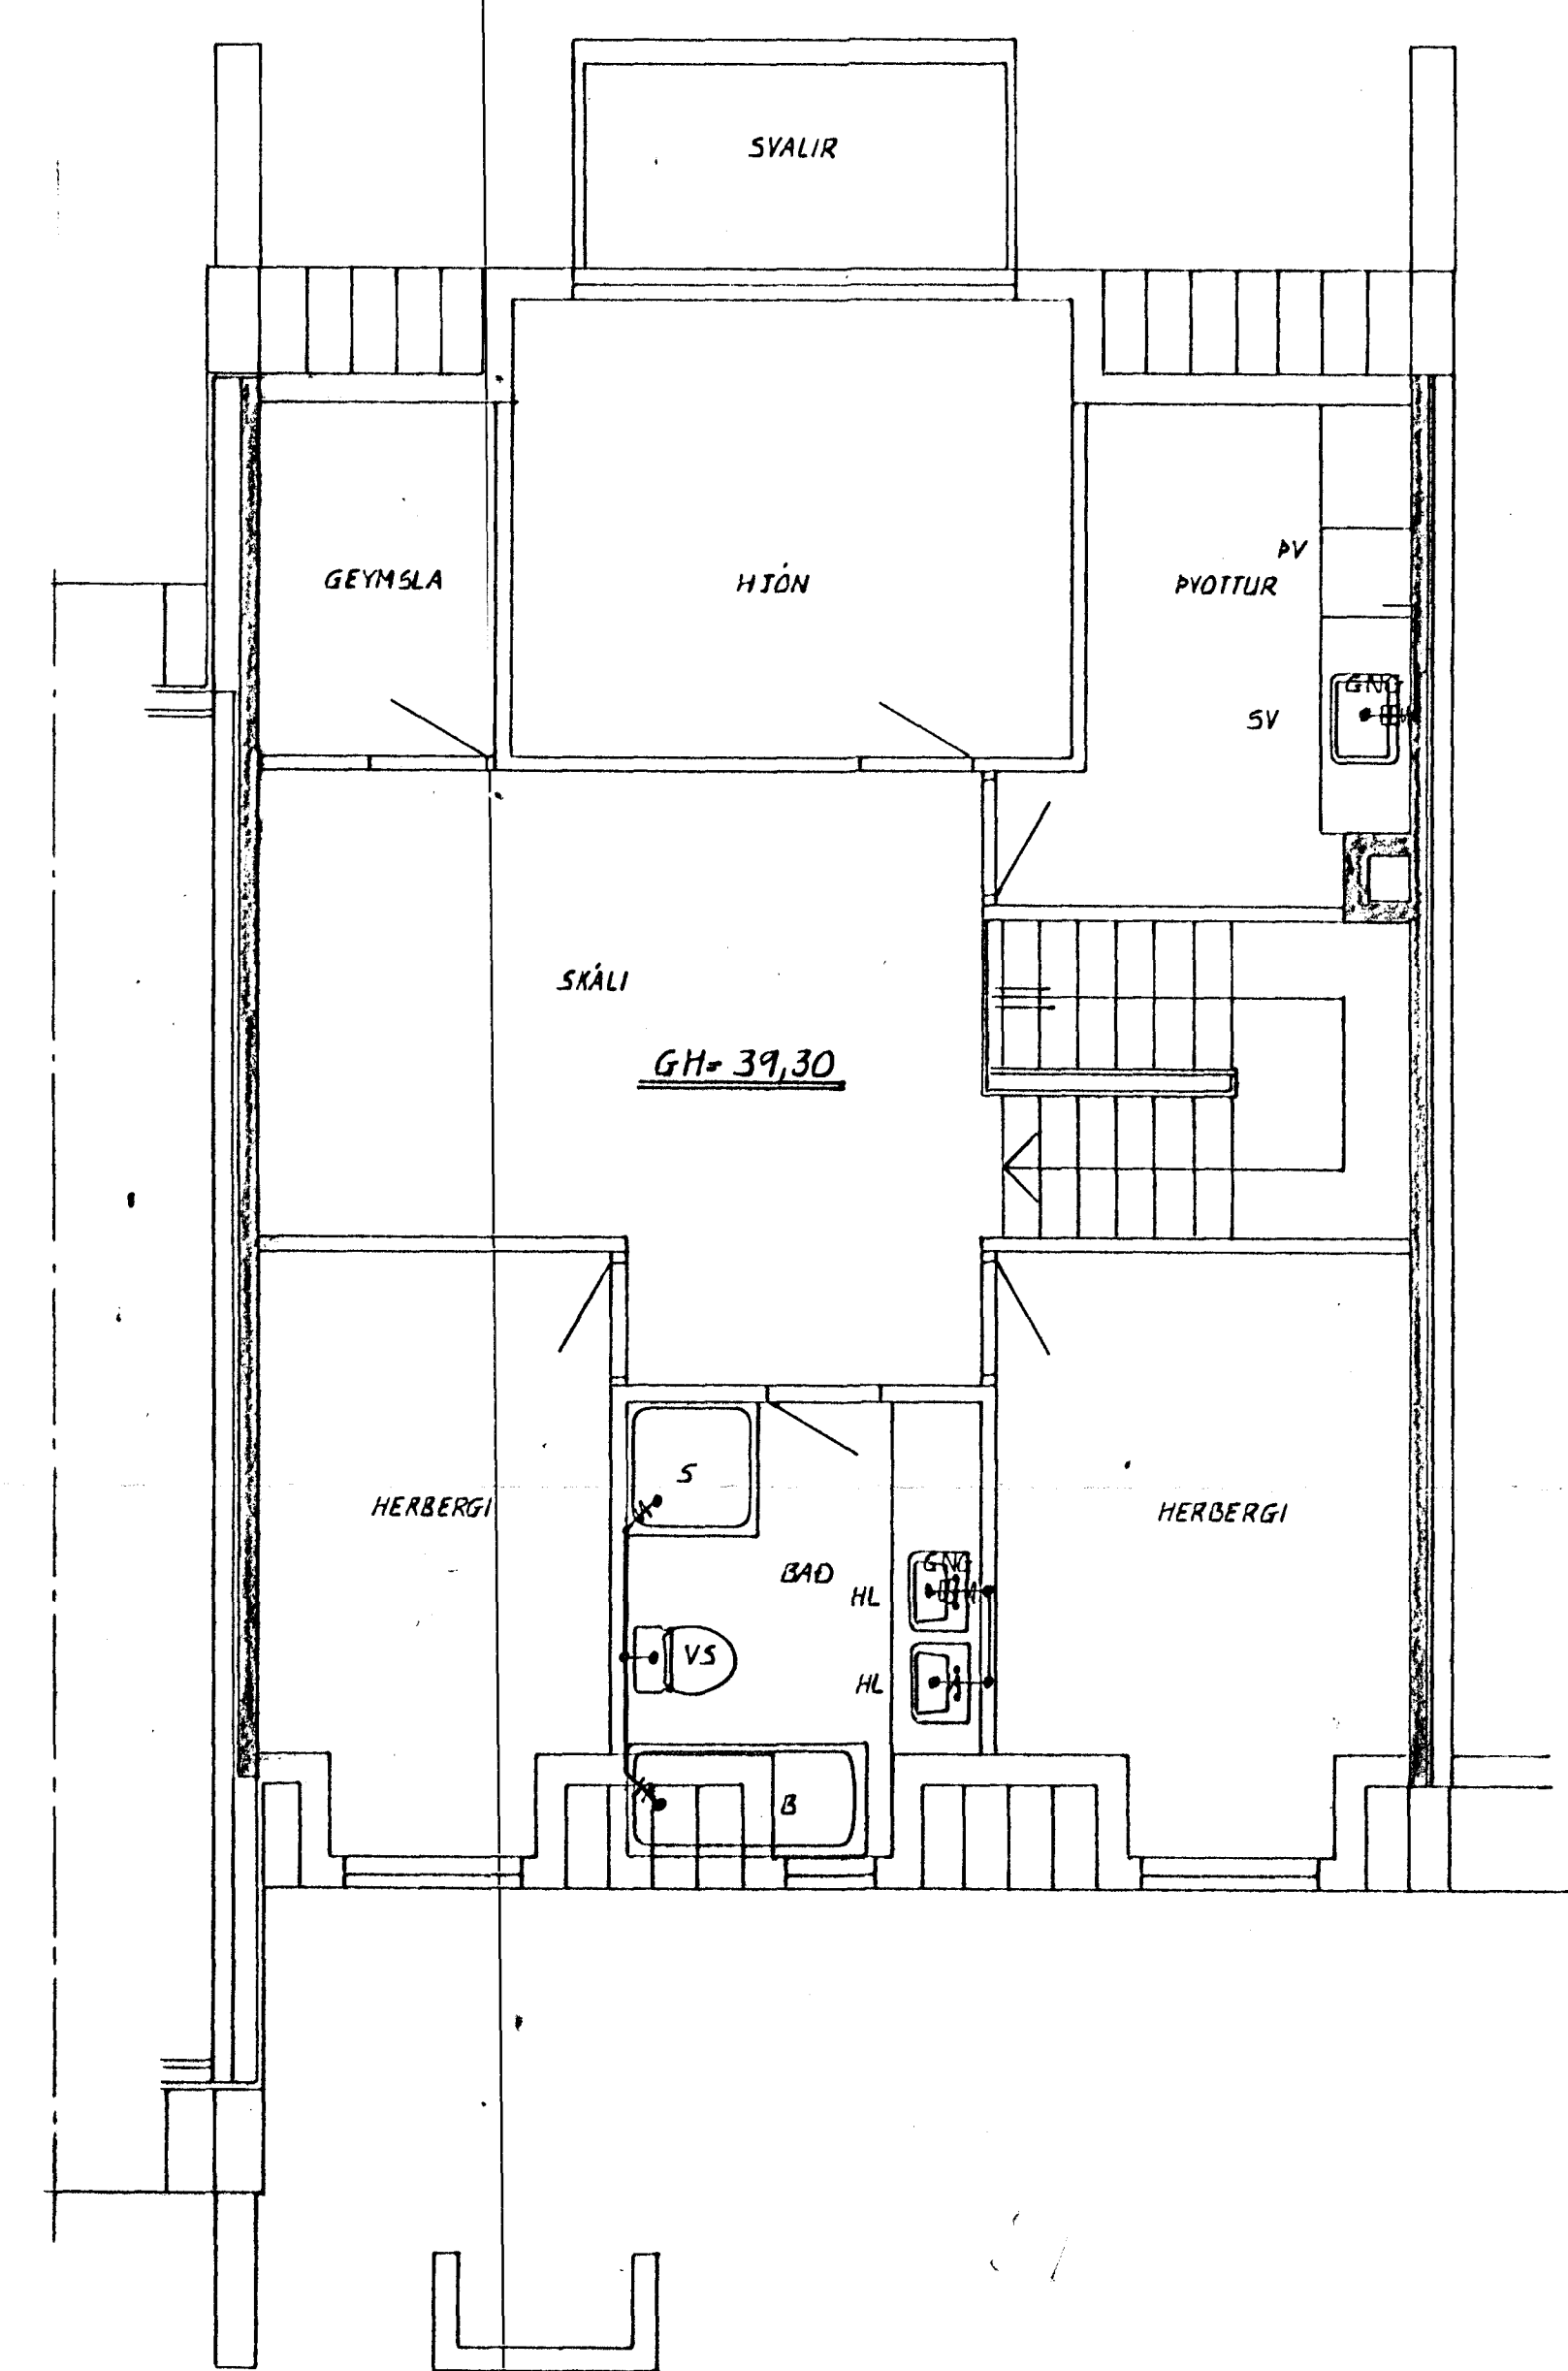 SVALIR
ÞV
GEYMSLA
HJÓN
ÞVOTTUR
GNG
SV
SKÁLI
GH= 39,30
S
HERBERGI
HERBERGI
GNG
BAÐ
HL
VS
HL
B